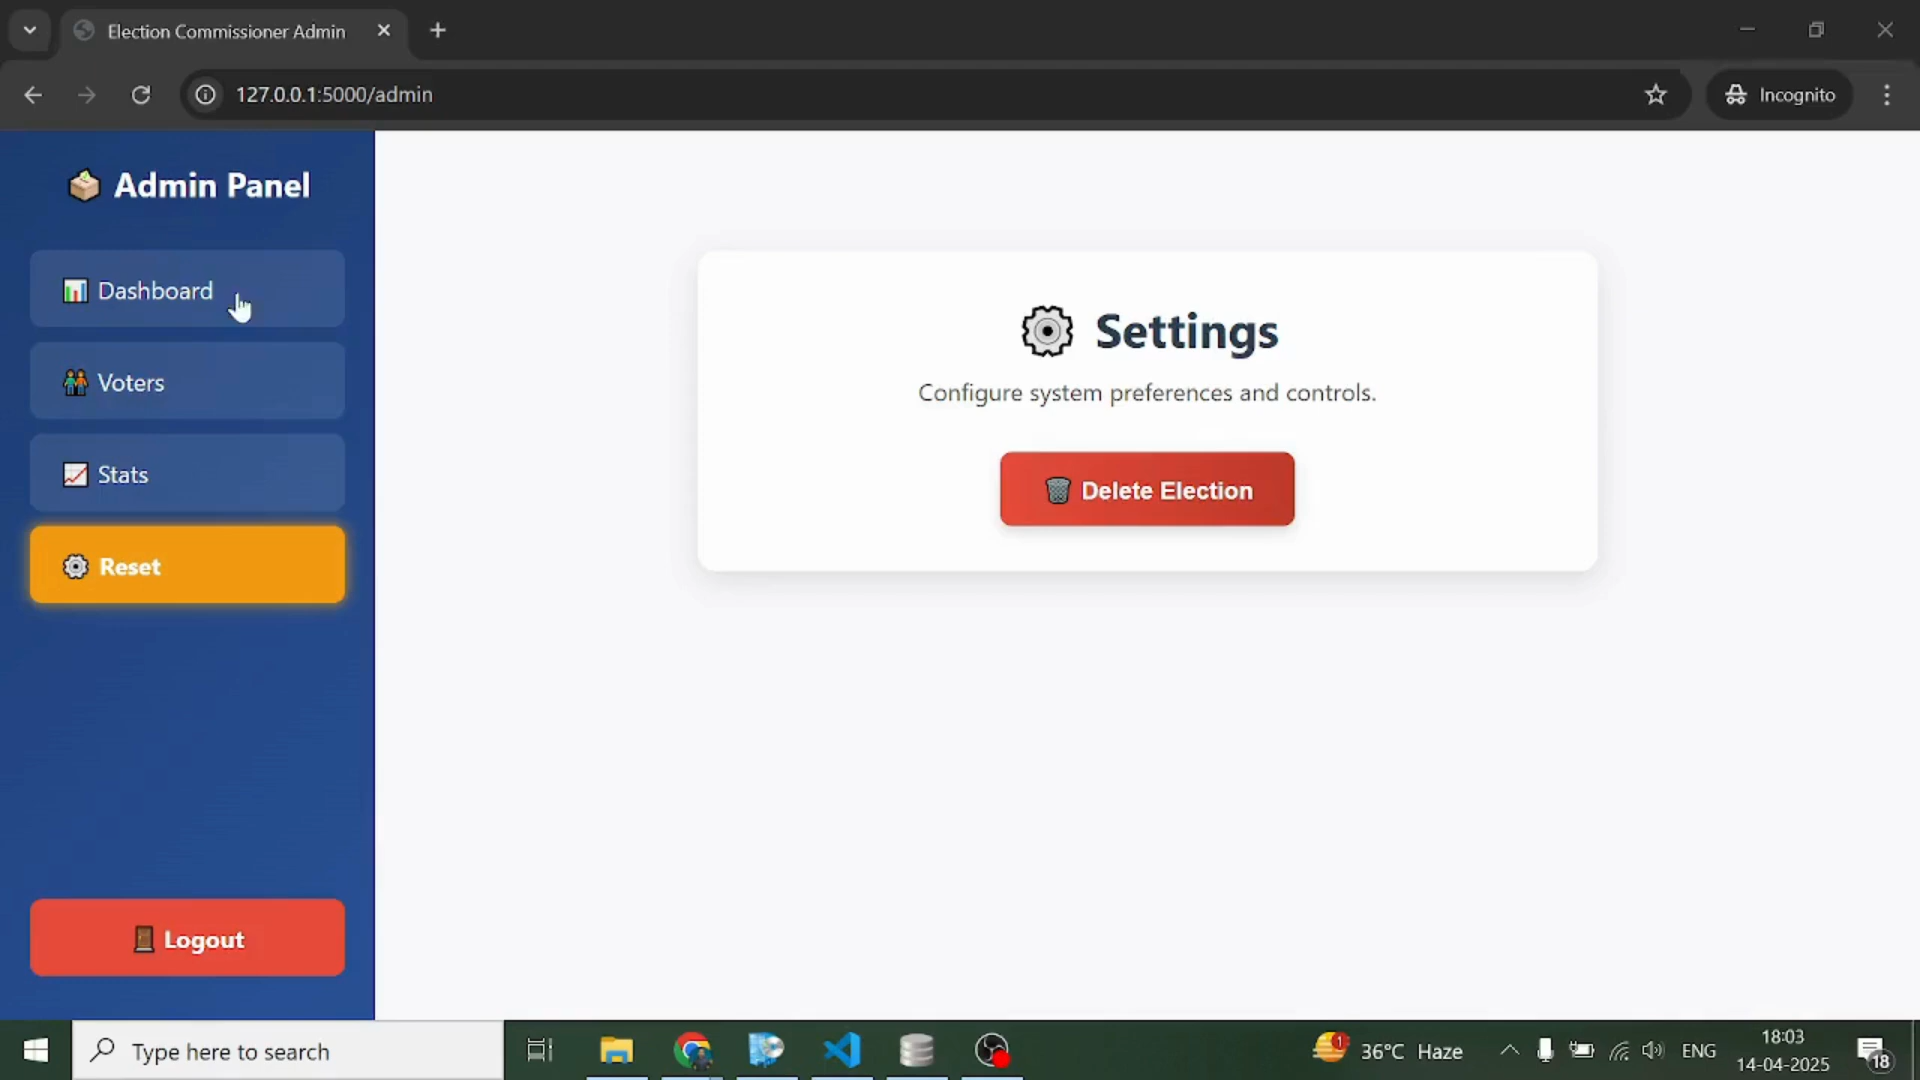 Election Commissioner Admin
127.0.0.1:5000/admin
Incognito
Admin Panel
Dashboard
Voters
Stats
Reset
Logout
Settings
Configure system preferences and controls.
Delete Election
Type here to search
1
36°C Haze
ENG
18:03
14-04-2025
18